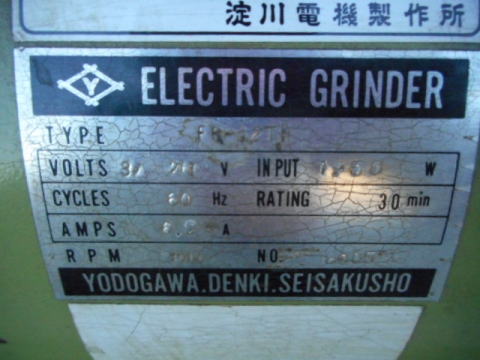 淀川電機製作所
Y ELECTRIC GRINDER
TYPE
VOLTS V INPUT W
CYCLES 60 Hz RATING 30 min
AMPS A
RPM NO
YODOGAWA.DENKI.SEISAKUSHO